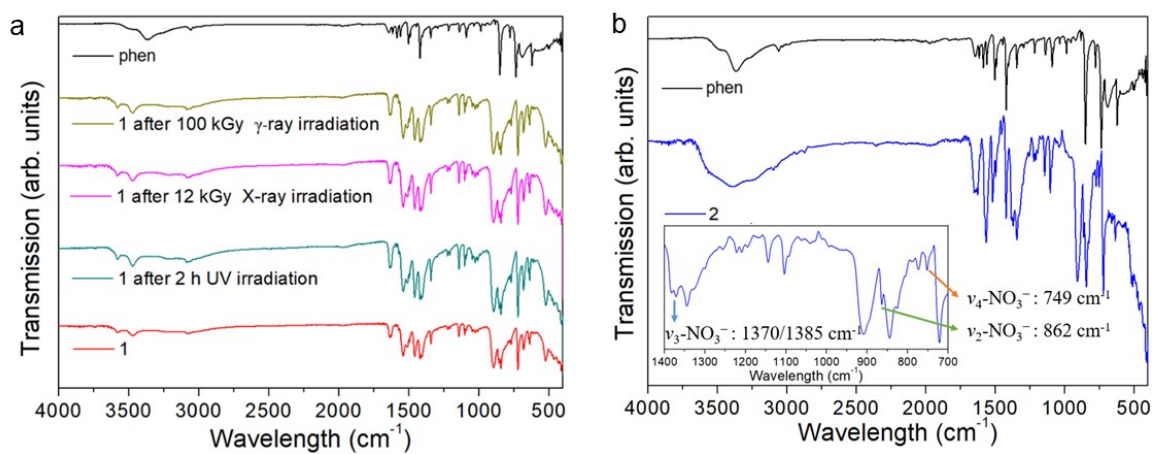 a
Transmission (arb. units)
phen
1 after 100 kGy γ-ray irradiation
1 after 12 kGy X-ray irradiation
1 after 2 h UV irradiation
1
4000 3500 3000 2500 2000 1500 1000 500
Wavelength (cm⁻¹)
b
Transmission (arb. units)
phen
2
ν₄-NO₃⁻ : 749 cm⁻¹
ν₂-NO₃⁻ : 862 cm⁻¹
ν₃-NO₃⁻ : 1370/1385 cm⁻¹
1400 1300 1200 1100 1000 900 800 700
Wavelength (cm⁻¹)
4000 3500 3000 2500 2000 1500 1000 500
Wavelength (cm⁻¹)